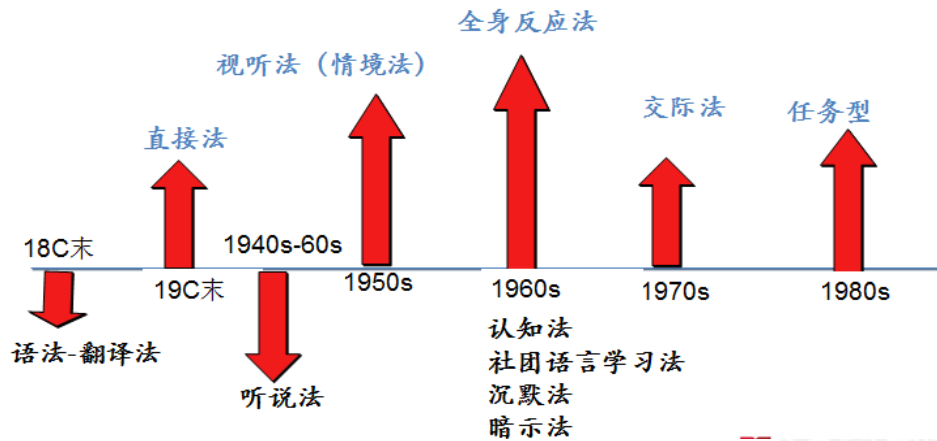 全身反应法
视听法（情境法）
直接法
交际法
任务型
18C末
1940s-60s
19C末
1950s
1960s
1970s
1980s
语法-翻译法
听说法
认知法
社团语言学习法
沉默法
暗示法